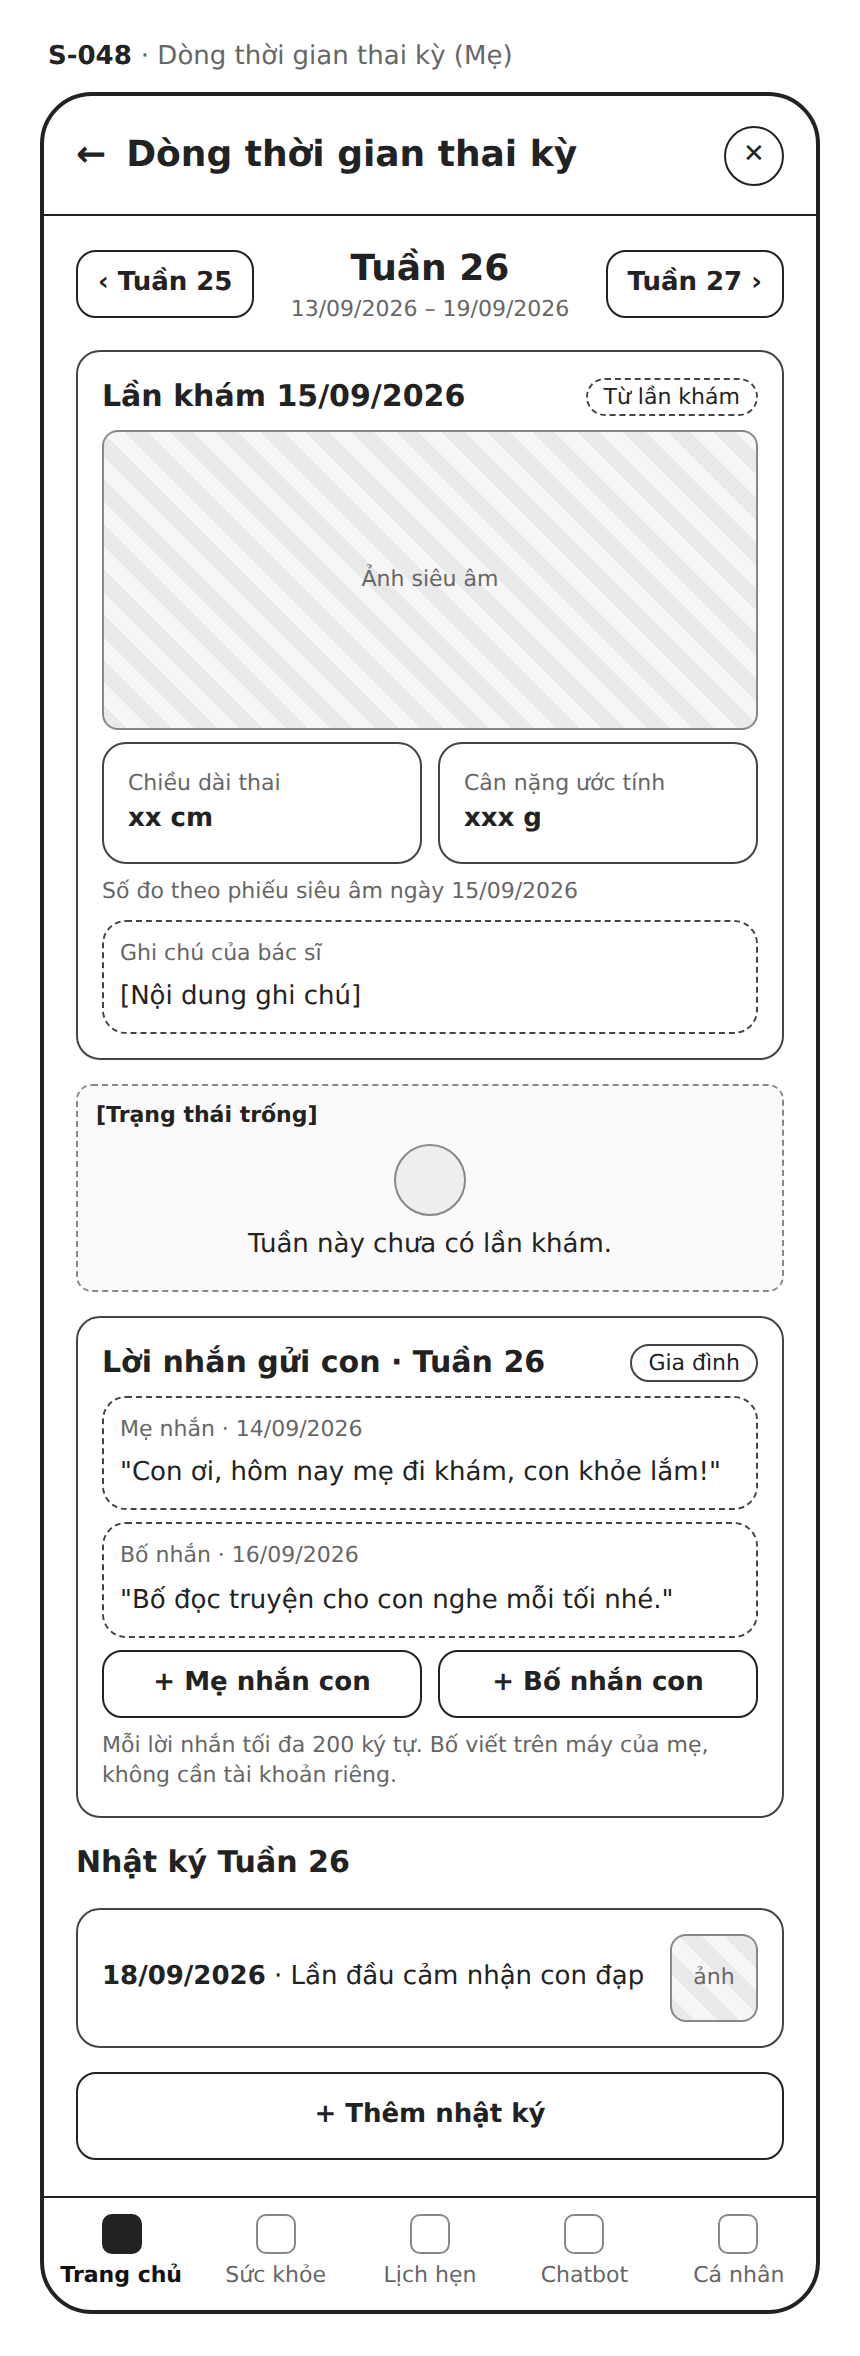 S-048 · Dòng thời gian thai kỳ (Mẹ)
← Dòng thời gian thai kỳ ✕
‹ Tuần 25
Tuần 26
13/09/2026 – 19/09/2026
Tuần 27 ›
Lần khám 15/09/2026
Từ lần khám
Ảnh siêu âm
Chiều dài thai
xx cm
Cân nặng ước tính
xxx g
Số đo theo phiếu siêu âm ngày 15/09/2026
Ghi chú của bác sĩ
[Nội dung ghi chú]
[Trạng thái trống]
Tuần này chưa có lần khám.
Lời nhắn gửi con · Tuần 26
Gia đình
Mẹ nhắn · 14/09/2026
"Con ơi, hôm nay mẹ đi khám, con khỏe lắm!"
Bố nhắn · 16/09/2026
"Bố đọc truyện cho con nghe mỗi tối nhé."
+ Mẹ nhắn con
+ Bố nhắn con
Mỗi lời nhắn tối đa 200 ký tự. Bố viết trên máy của mẹ,
không cần tài khoản riêng.
Nhật ký Tuần 26
18/09/2026 · Lần đầu cảm nhận con đạp
ảnh
+ Thêm nhật ký
Trang chủ
Sức khỏe
Lịch hẹn
Chatbot
Cá nhân